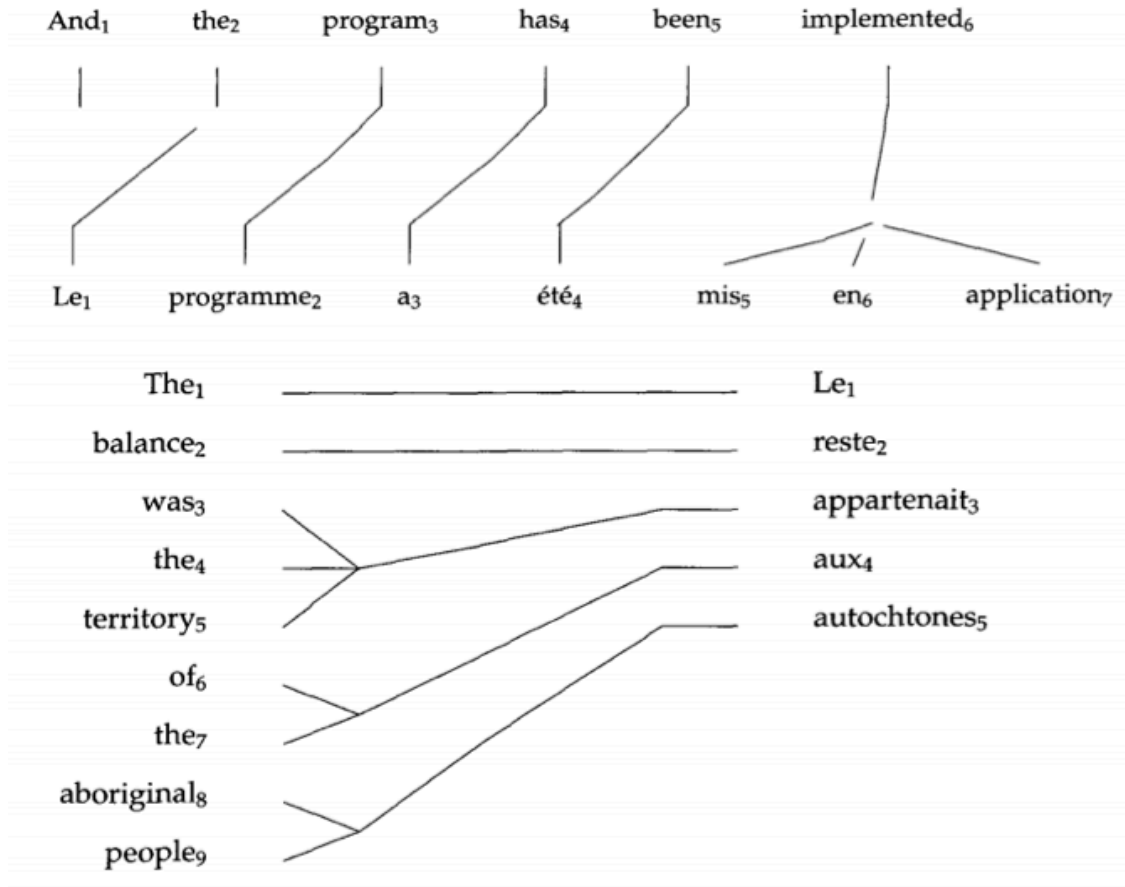 And₁ the₂ program₃ has₄ been₅ implemented₆
Le₁ programme₂ a₃ été₄ mis₅ en₆ application₇
The₁ Le₁
balance₂ reste₂
was₃ appartenait₃
the₄ aux₄
territory₅ autochtones₅
of₆
the₇
aboriginal₈
people₉